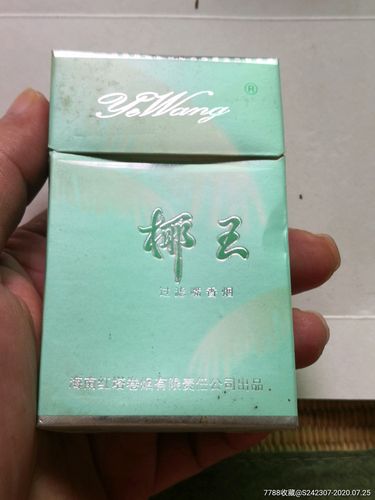 YeWang ®
椰王
过滤嘴香烟
海南红塔卷烟有限责任公司出品
7788收藏@S242307-2020.07.25